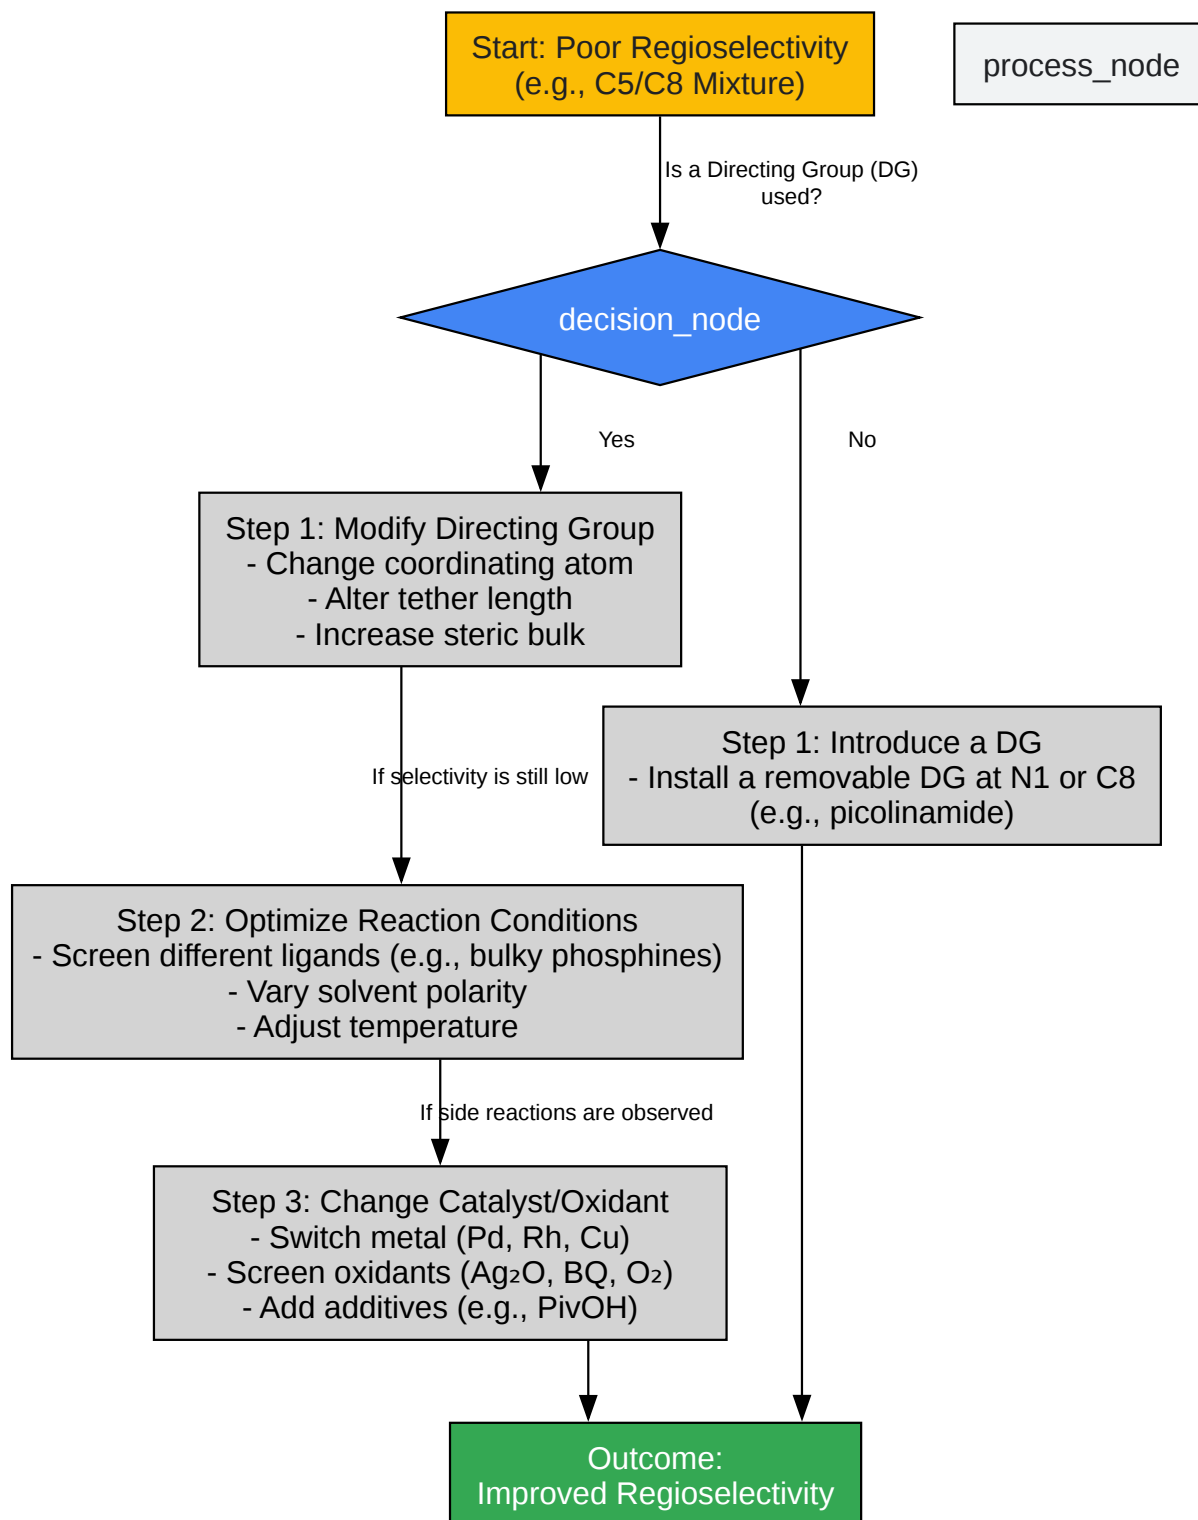 Start: Poor Regioselectivity
(e.g., C5/C8 Mixture)
process_node
Is a Directing Group (DG)
used?
decision_node
Yes
No
Step 1: Modify Directing Group
- Change coordinating atom
- Alter tether length
- Increase steric bulk
Step 1: Introduce a DG
- Install a removable DG at N1 or C8
(e.g., picolinamide)
If selectivity is still low
Step 2: Optimize Reaction Conditions
- Screen different ligands (e.g., bulky phosphines)
- Vary solvent polarity
- Adjust temperature
If side reactions are observed
Step 3: Change Catalyst/Oxidant
- Switch metal (Pd, Rh, Cu)
- Screen oxidants (Ag₂O, BQ, O₂)
- Add additives (e.g., PivOH)
Outcome:
Improved Regioselectivity